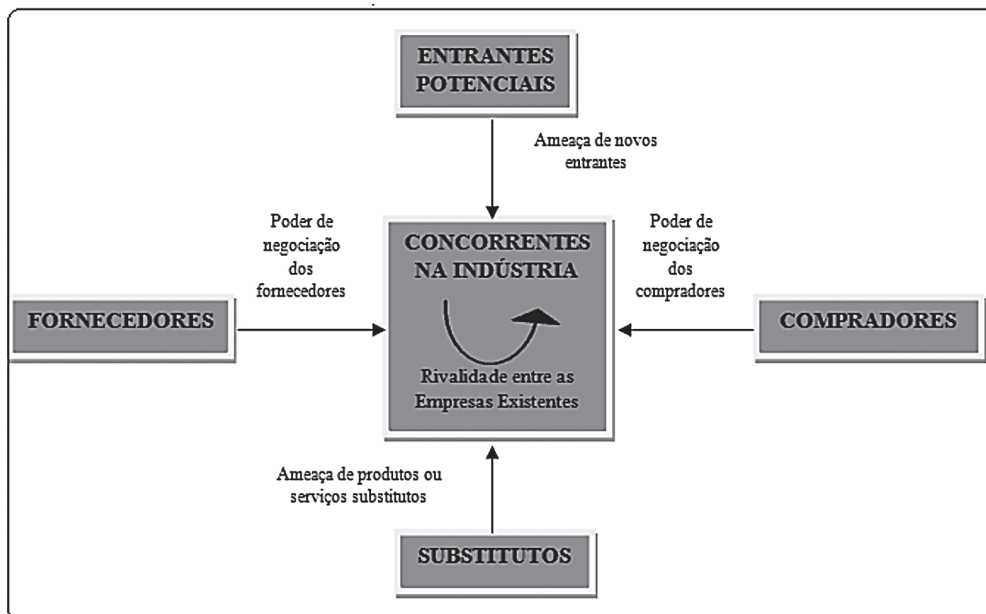 ENTRANTES
POTENCIAIS
Ameaça de novos
entrantes
Poder de
negociação
dos
fornecedores
CONCORRENTES
NA INDÚSTRIA
Poder de
negociação
dos
compradores
FORNECEDORES
COMPRADORES
Rivalidade entre as
Empresas Existentes
Ameaça de produtos ou
serviços substitutos
SUBSTITUTOS